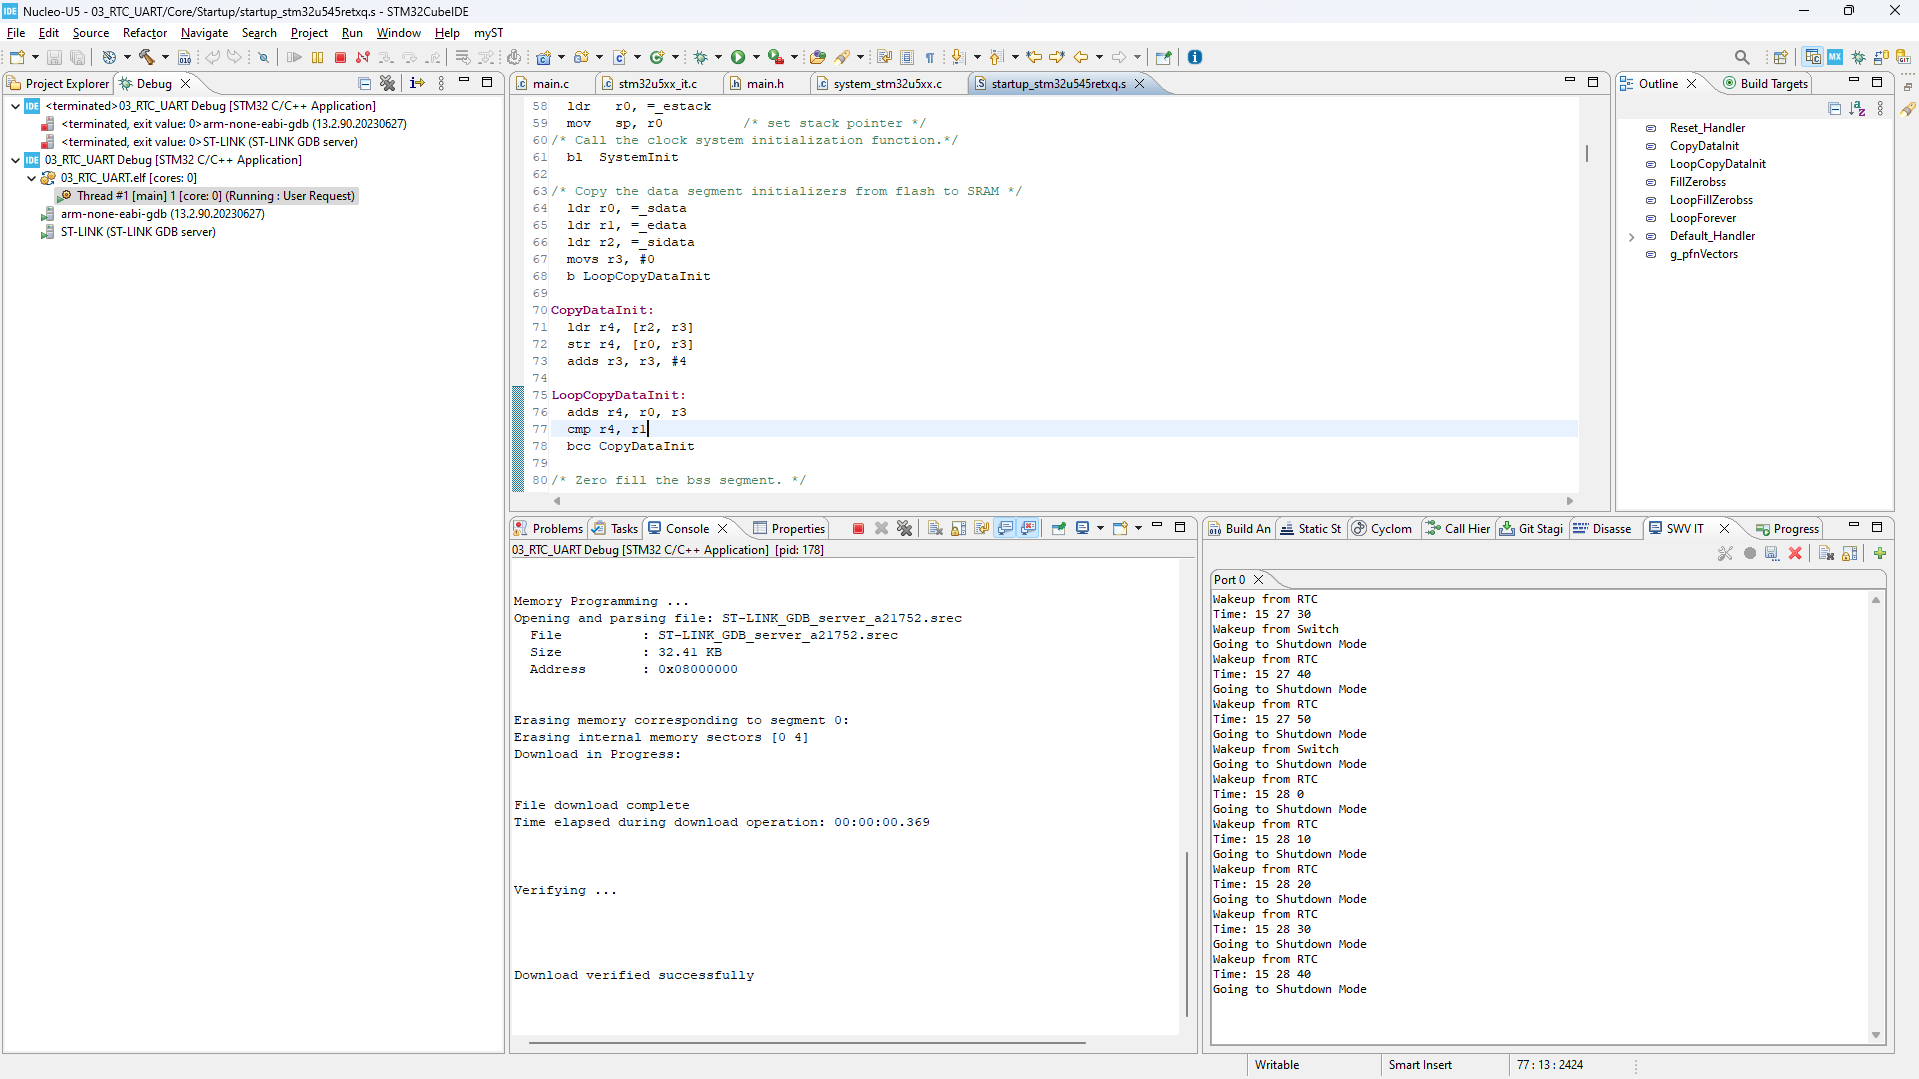 Nucleo-U5 - 03_RTC_UART/Core/Startup/startup_stm32u545retxq.s - STM32CubeIDE
File Edit Source Refactor Navigate Search Project Run Window Help myST
Project Explorer Debug
<terminated>03_RTC_UART Debug [STM32 C/C++ Application]
<terminated, exit value: 0>arm-none-eabi-gdb (13.2.90.20230627)
<terminated, exit value: 0>ST-LINK (ST-LINK GDB server)
03_RTC_UART Debug [STM32 C/C++ Application]
03_RTC_UART.elf [cores: 0]
Thread #1 [main] 1 [core: 0] (Running : User Request)
arm-none-eabi-gdb (13.2.90.20230627)
ST-LINK (ST-LINK GDB server)
main.c stm32u5xx_it.c main.h system_stm32u5xx.c startup_stm32u545retxq.s
58 ldr r0, =_estack
59 mov sp, r0 /* set stack pointer */
60 /* Call the clock system initialization function.*/
61 bl SystemInit
62
63 /* Copy the data segment initializers from flash to SRAM */
64 ldr r0, =_sdata
65 ldr r1, =_edata
66 ldr r2, =_sidata
67 movs r3, #0
68 b LoopCopyDataInit
69
70 CopyDataInit:
71 ldr r4, [r2, r3]
72 str r4, [r0, r3]
73 adds r3, r3, #4
74
75 LoopCopyDataInit:
76 adds r4, r0, r3
77 cmp r4, r1
78 bcc CopyDataInit
79
80 /* Zero fill the bss segment. */
Outline Build Targets
Reset_Handler
CopyDataInit
LoopCopyDataInit
FillZerobss
LoopFillZerobss
LoopForever
Default_Handler
g_pfnVectors
Problems Tasks Console Properties
03_RTC_UART Debug [STM32 C/C++ Application] [pid: 178]
Memory Programming ...
Opening and parsing file: ST-LINK_GDB_server_a21752.srec
File : ST-LINK_GDB_server_a21752.srec
Size : 32.41 KB
Address : 0x08000000
Erasing memory corresponding to segment 0:
Erasing internal memory sectors [0 4]
Download in Progress:
File download complete
Time elapsed during download operation: 00:00:00.369
Verifying ...
Download verified successfully
Build An Static St Cyclom Call Hier Git Stagi Disasse SWV IT Progress
Port 0
Wakeup from RTC
Time: 15 27 30
Wakeup from Switch
Going to Shutdown Mode
Wakeup from RTC
Time: 15 27 40
Going to Shutdown Mode
Wakeup from RTC
Time: 15 27 50
Going to Shutdown Mode
Wakeup from Switch
Going to Shutdown Mode
Wakeup from RTC
Time: 15 28 0
Going to Shutdown Mode
Wakeup from RTC
Time: 15 28 10
Going to Shutdown Mode
Wakeup from RTC
Time: 15 28 20
Going to Shutdown Mode
Wakeup from RTC
Time: 15 28 30
Going to Shutdown Mode
Wakeup from RTC
Time: 15 28 40
Going to Shutdown Mode
Writable Smart Insert 77 : 13 : 2424